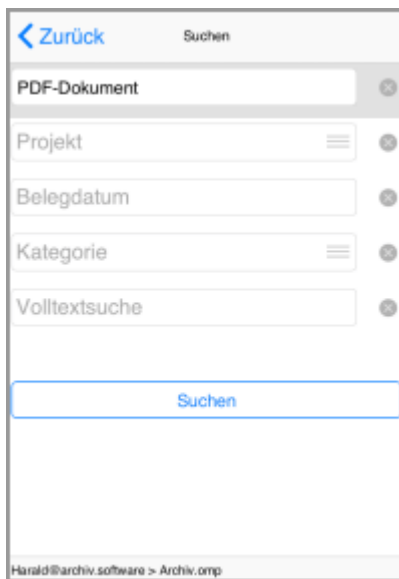 Zurück Suchen
PDF-Dokument
Projekt
Belegdatum
Kategorie
Volltextsuche
Suchen
Harald@archiv.software > Archiv.omp